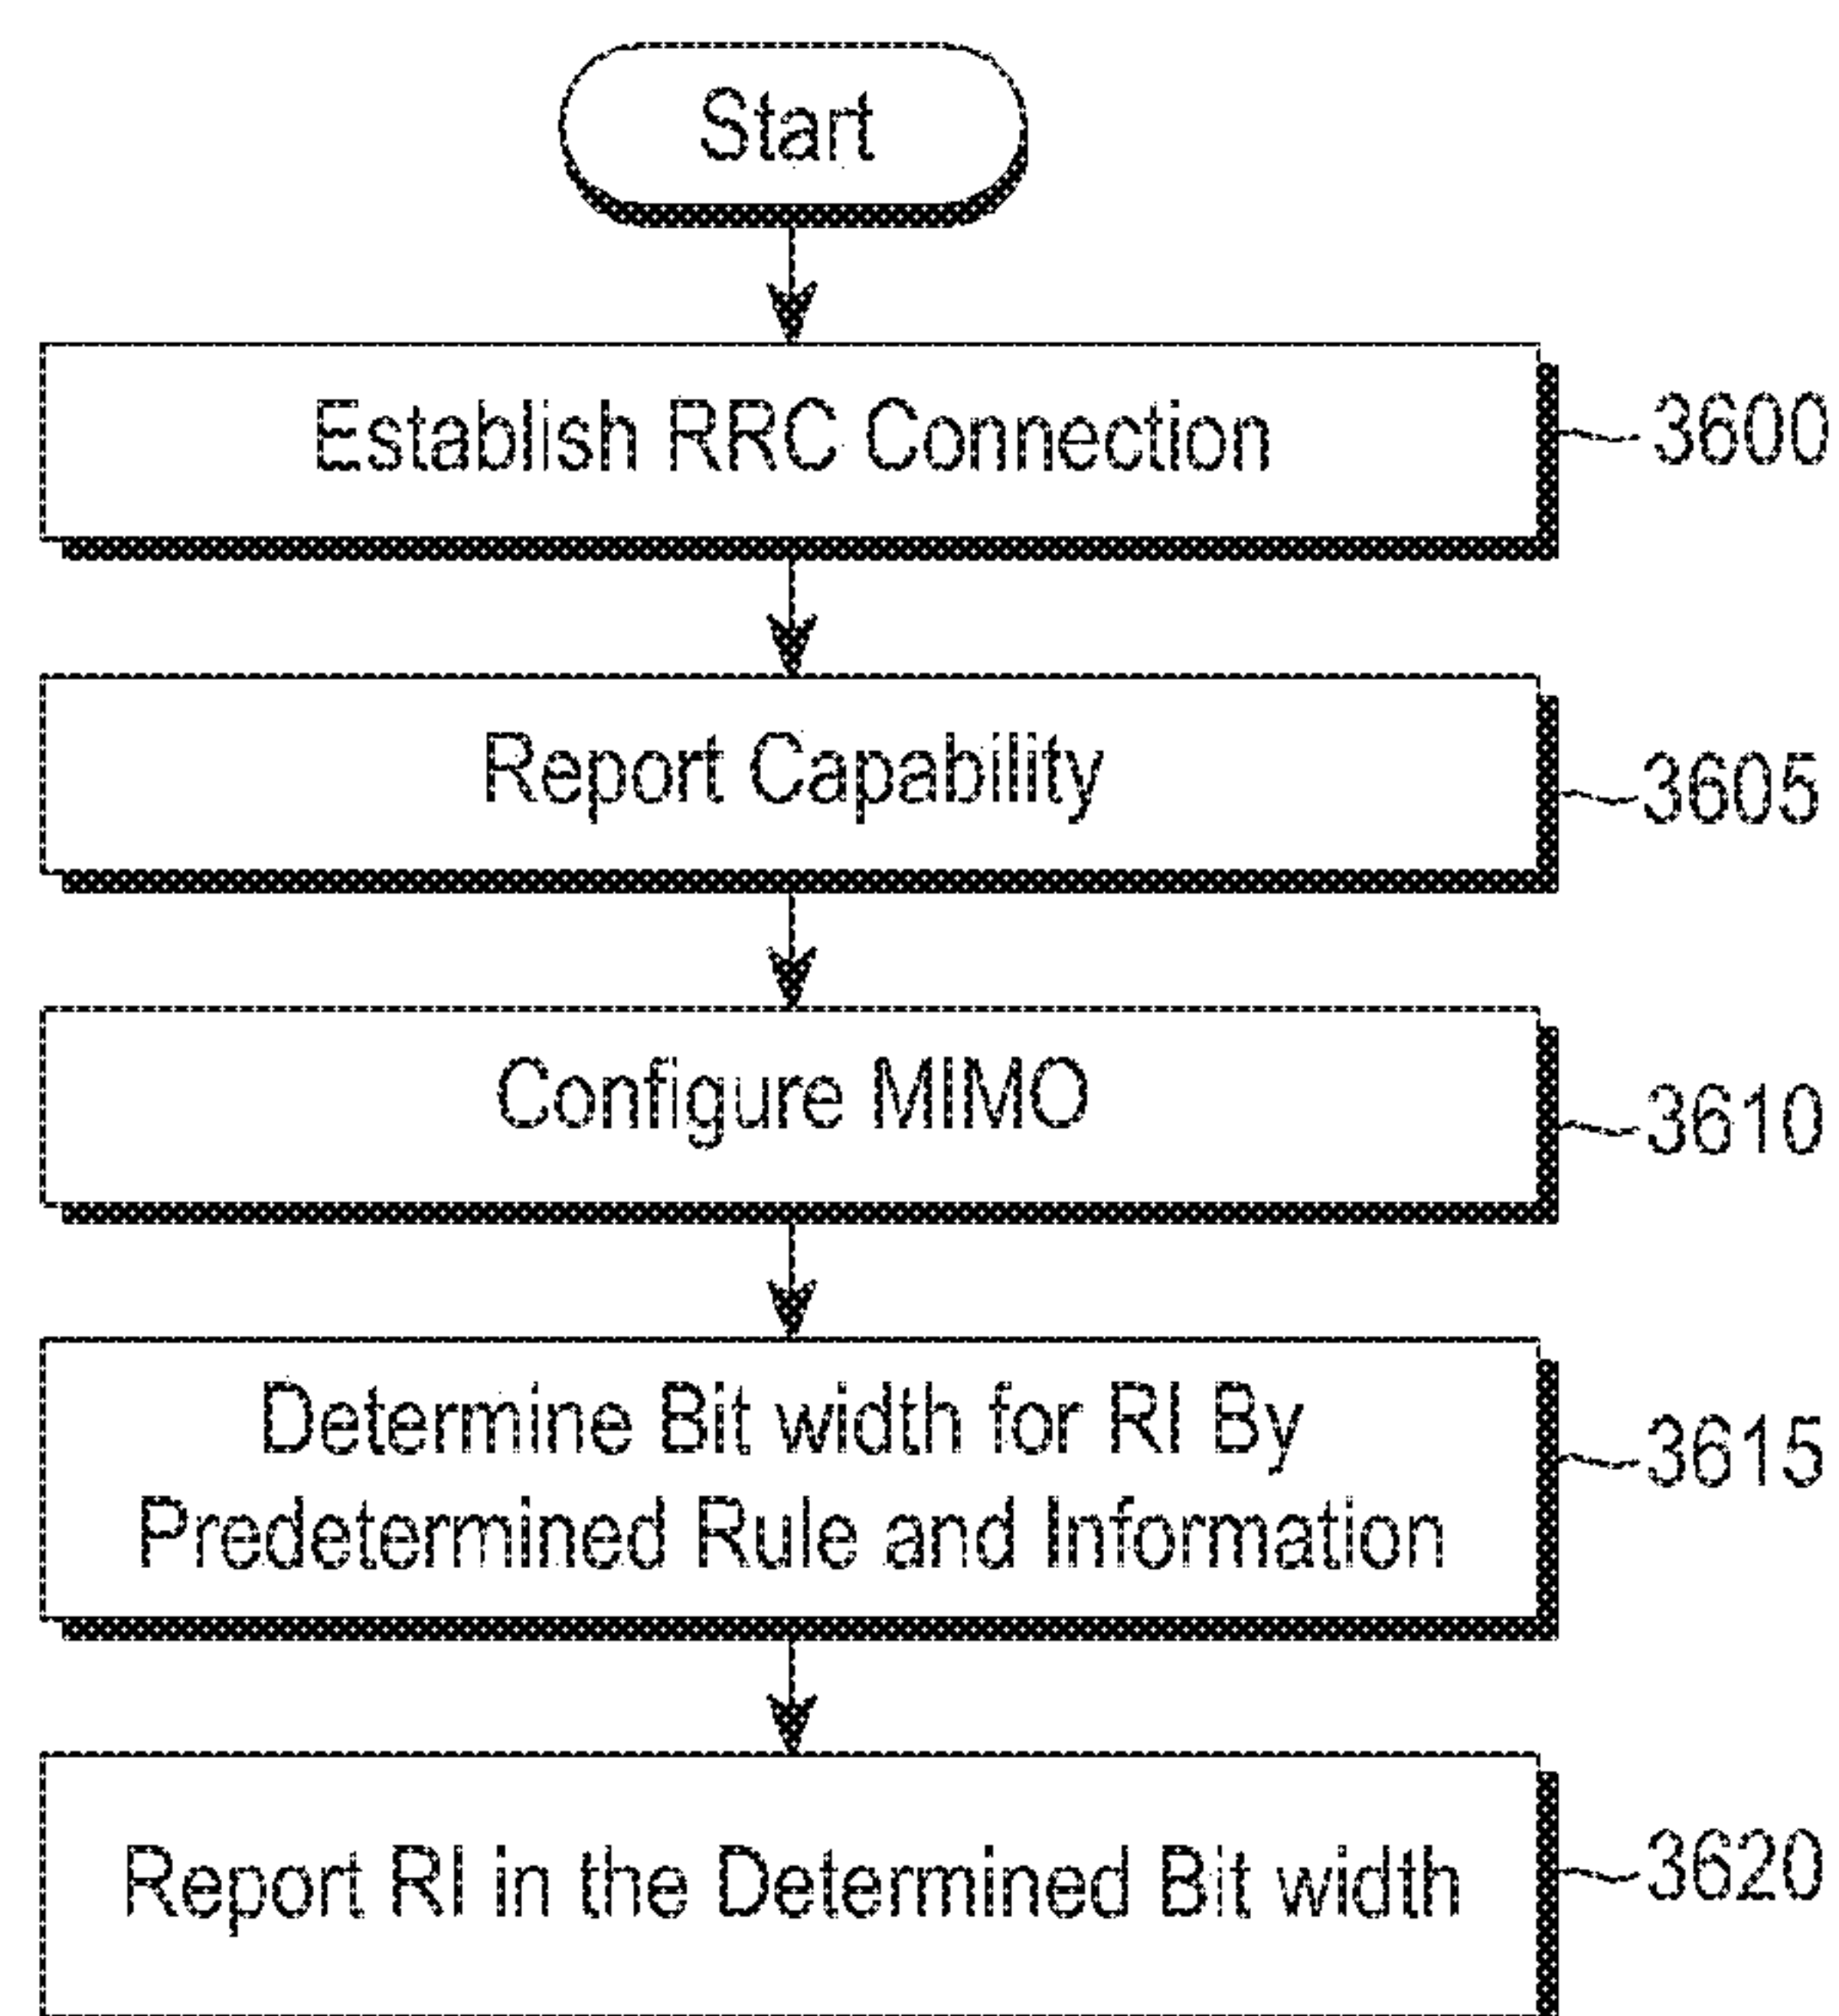 Start
Establish RRC Connection
3600
Report Capability
3605
Configure MIMO
3610
Determine Bit width for RI By
Predetermined Rule and Information
3615
Report RI in the Determined Bit width
3620